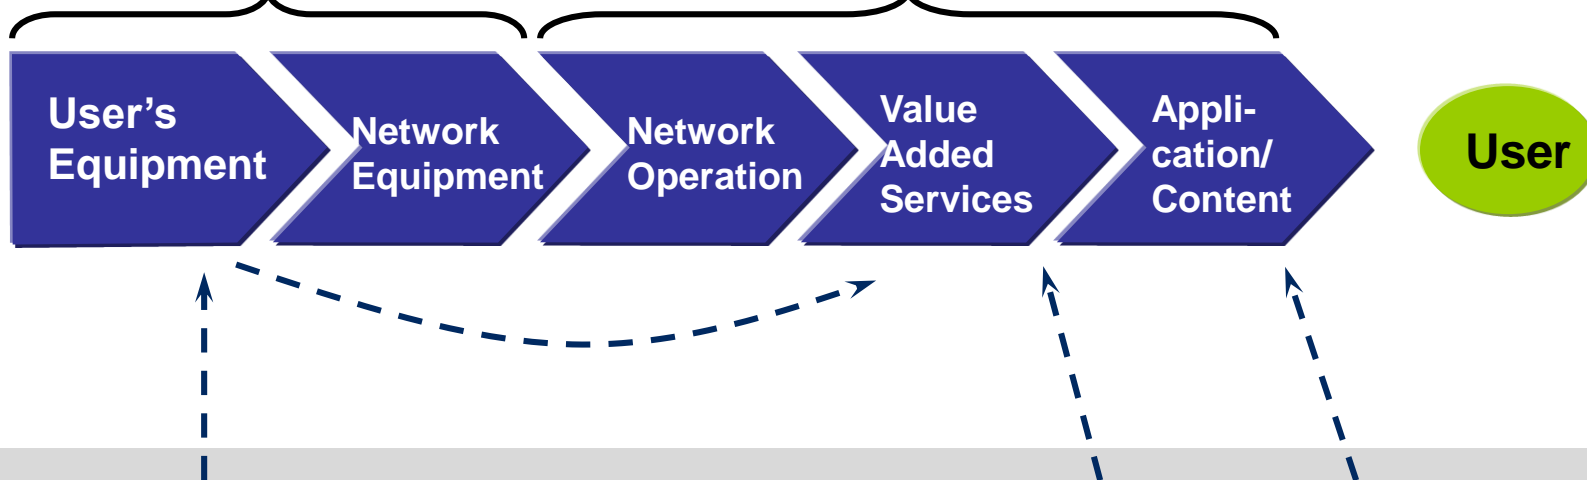 User’s
Equipment
Network
Equipment
Network
Operation
Value
Added
Services
Appli-
cation/
Content
User